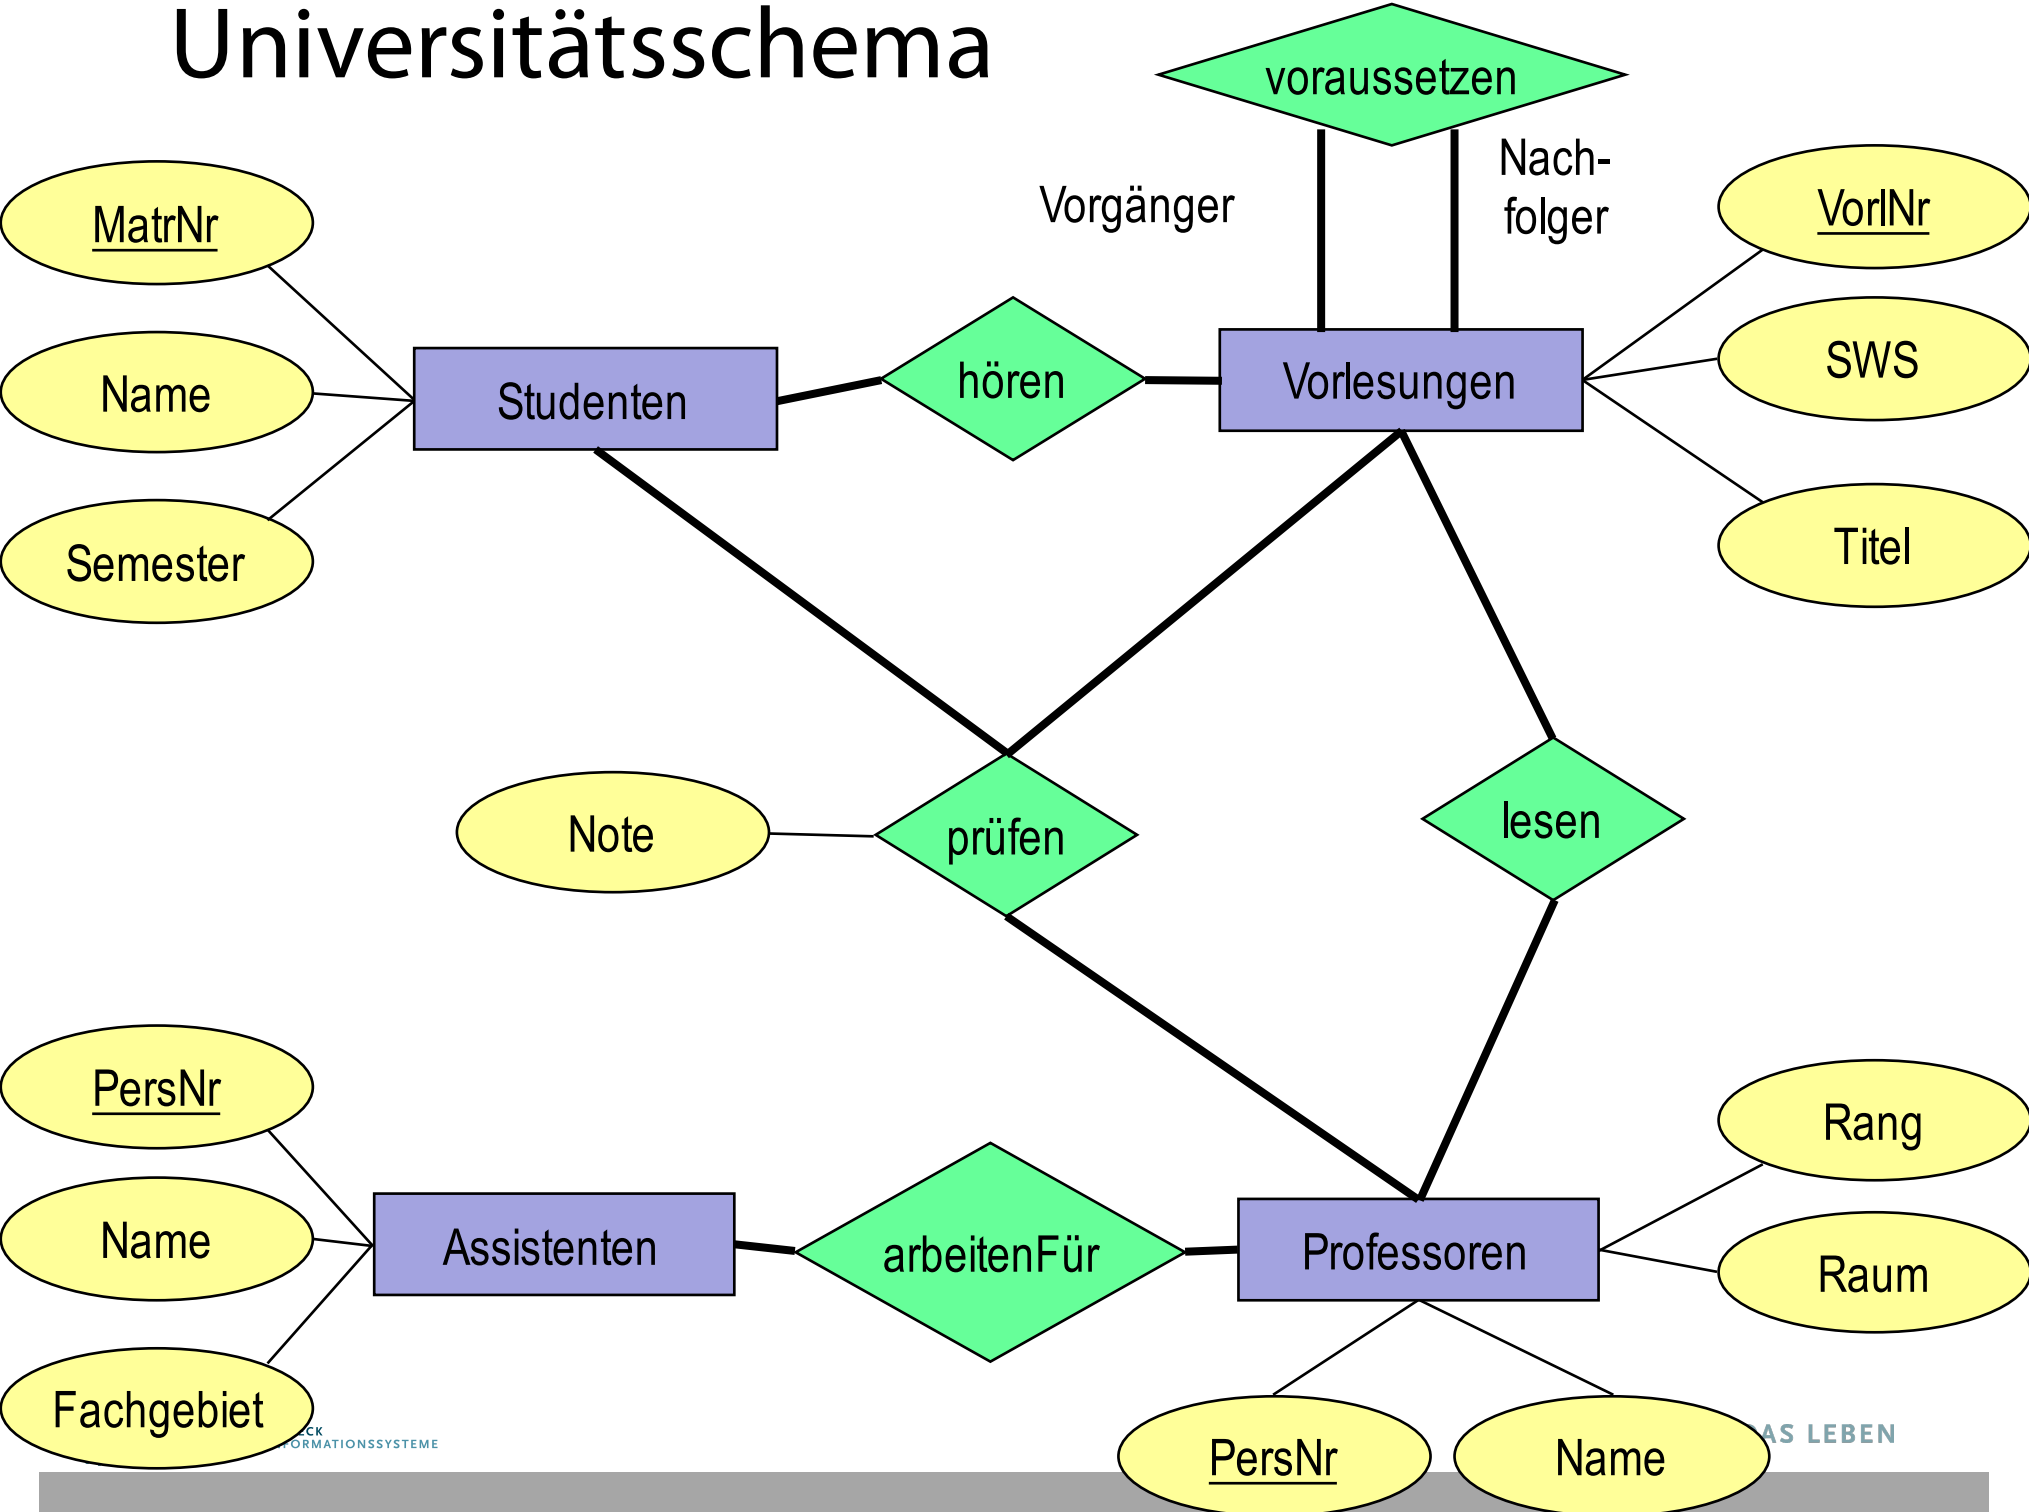 Universitätsschema
voraussetzen
Nach-
folger
Vorgänger
MatrNr
VorlNr
Name
Studenten
hören
Vorlesungen
SWS
Semester
Titel
Note
prüfen
lesen
PersNr
Rang
Name
Assistenten
arbeitenFür
Professoren
Raum
Fachgebiet
PersNr
Name
LEBEN